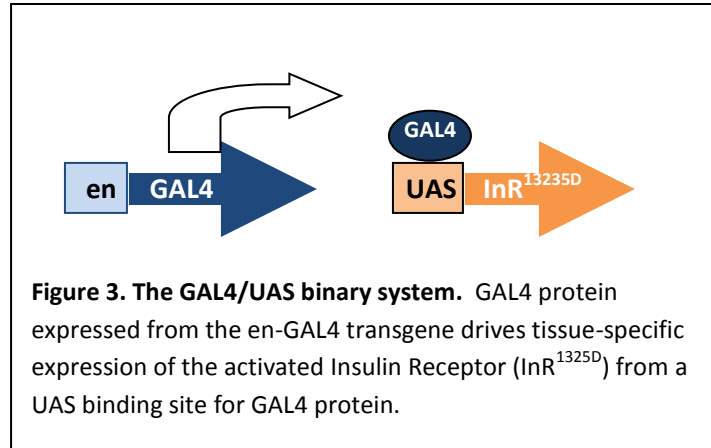 GAL4
en GAL4 UAS InR13235D
Figure 3. The GAL4/UAS binary system. GAL4 protein
expressed from the en-GAL4 transgene drives tissue-specific
expression of the activated Insulin Receptor (InR1325D) from a
UAS binding site for GAL4 protein.